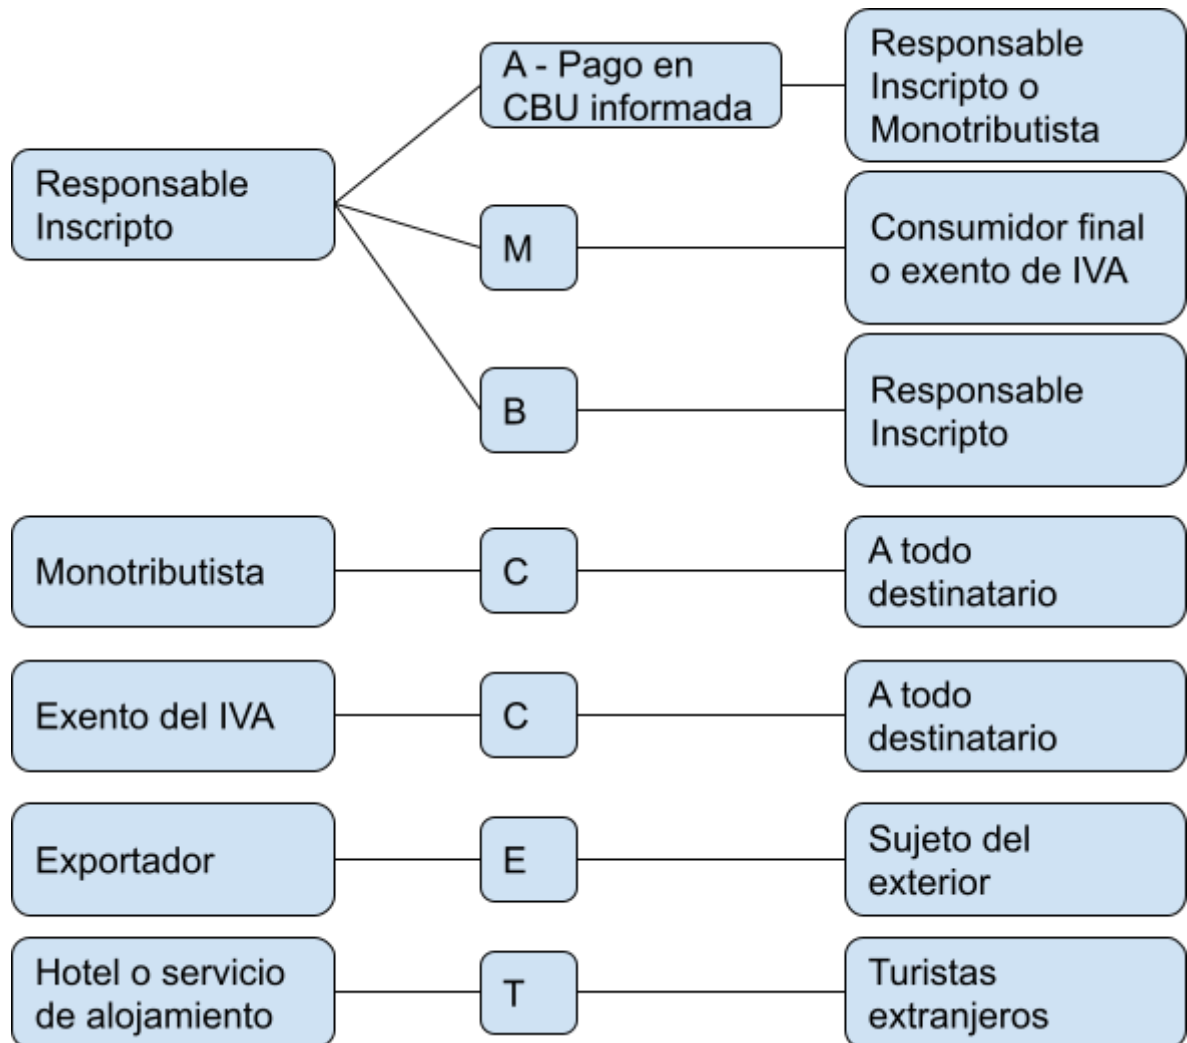 Responsable
Inscripto
A - Pago en
CBU informada
Responsable
Inscripto o
Monotributista
M
Consumidor final
o exento de IVA
B
Responsable
Inscripto
Monotributista
C
A todo
destinatario
Exento del IVA
C
A todo
destinatario
Exportador
E
Sujeto del
exterior
Hotel o servicio
de alojamiento
T
Turistas
extranjeros